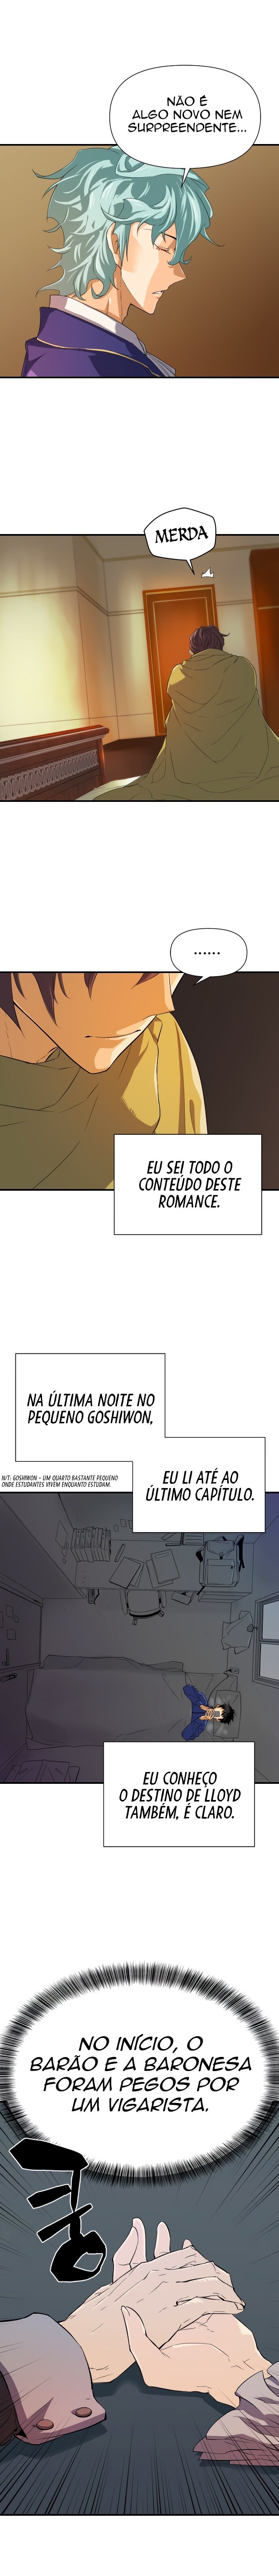 NÃO É
ALGO NOVO NEM
SURPREENDENTE...
MERDA
......
EU SEI TODO O
CONTEÚDO DESTE
ROMANCE.
NA ÚLTIMA NOITE NO
PEQUENO GOSHIWON,
N/T: GOSHIWON = UM QUARTO BASTANTE PEQUENO
ONDE ESTUDANTES VIVEM ENQUANTO ESTUDAM.
EU LI ATÉ AO
ÚLTIMO CAPÍTULO.
EU CONHEÇO
O DESTINO DE LLOYD
TAMBÉM, É CLARO.
NO INÍCIO, O
BARÃO E A BARONESA
FORAM PEGOS POR
UM VIGARISTA.